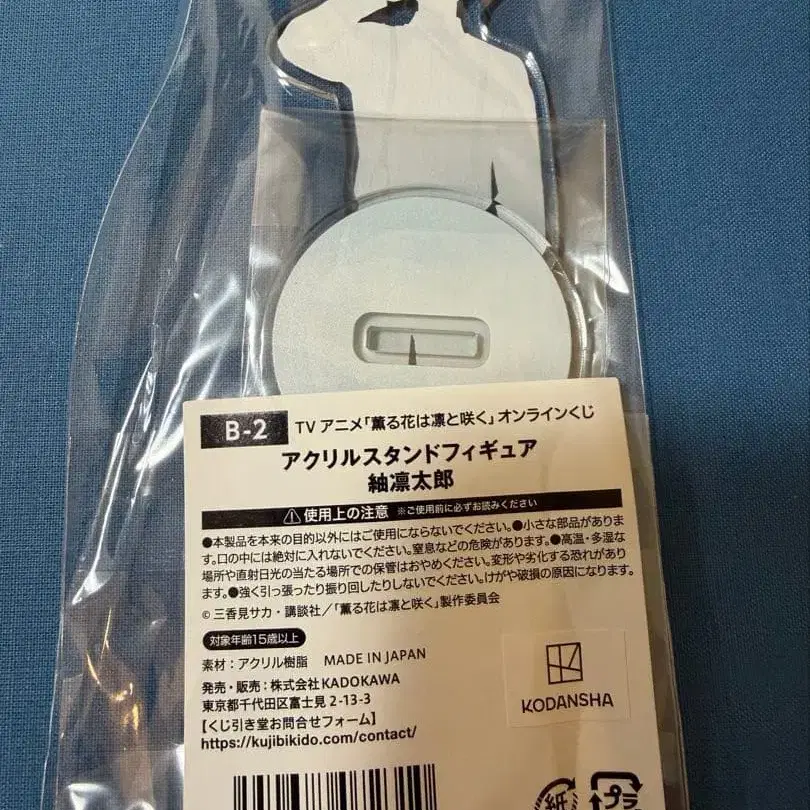 B-2 TVアニメ「薫る花は凛と咲く」オンラインくじ
アクリルスタンドフィギュア
紬凛太郎
使用上の注意 ※ご使用前に必ずお読みください
●本製品を本来の目的以外にはご使用にならないでください。●小さな部品がありま
す。口の中には絶対に入れないでください。窒息などの危険があります。●高温・多湿な
場所や直射日光の当たる場所での保管はおやめください。変形や劣化する恐れがあり
ます。●強く引っ張ったり振り回したりしないでください。けがや破損の原因になります。
© 三香見サカ・講談社/「薫る花は凛と咲く」製作委員会
対象年齢15歳以上
素材:アクリル樹脂 MADE IN JAPAN
発売・販売:株式会社KADOKAWA
東京都千代田区富士見 2-13-3
【くじ引き堂お問合せフォーム】
https://kujibikido.com/contact/
KODANSHA
紙
プラ